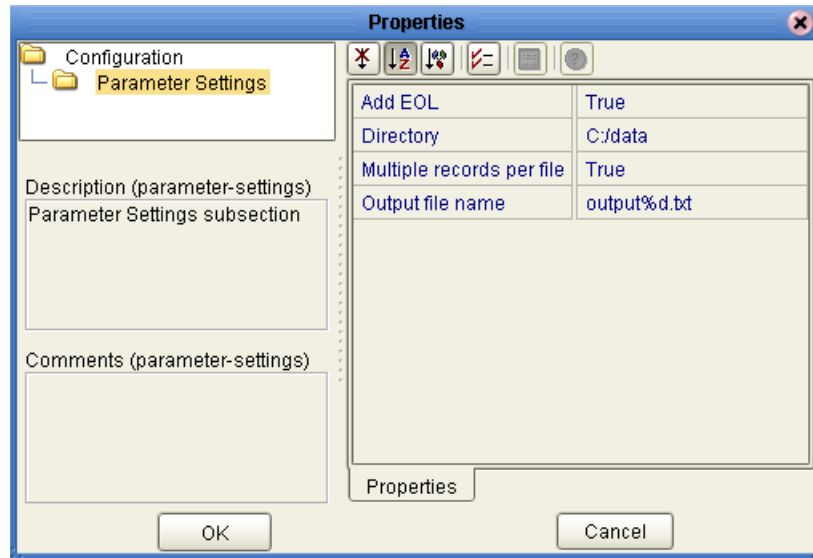 Properties
Configuration
Parameter Settings
Description (parameter-settings)
Parameter Settings subsection
Comments (parameter-settings)
Add EOL True
Directory C:/data
Multiple records per file True
Output file name output%d.txt
Properties
OK
Cancel